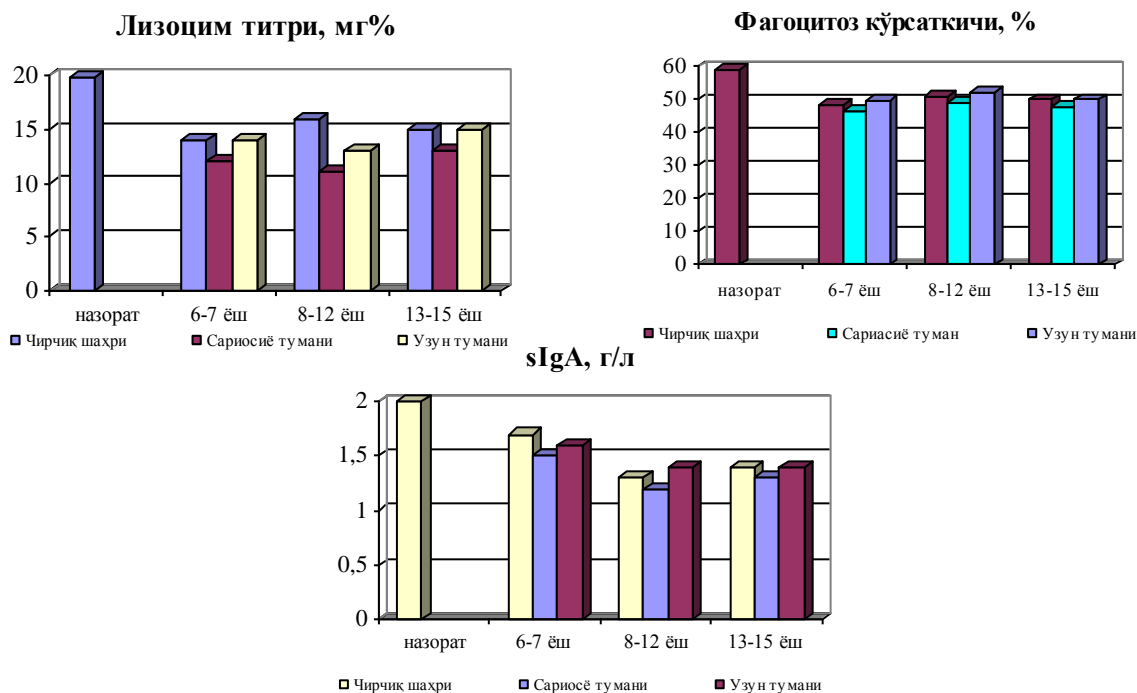 Лизоцим титри, мг%
20
15
10
5
0
назорат 6-7 ёш 8-12 ёш 13-15 ёш
Чирчиқ шаҳри Сариосиё тумани Узун тумани
Фагоцитоз кўрсаткичи, %
60
50
40
30
20
10
0
назорат 6-7 ёш 8-12 ёш 13-15 ёш
Чирчиқ шаҳри Сариасиё туман Узун тумани
sIgA, г/л
2
1,5
1
0,5
0
назорат 6-7 ёш 8-12 ёш 13-15 ёш
Чирчиқ шаҳри Сариосё тумани Узун тумани